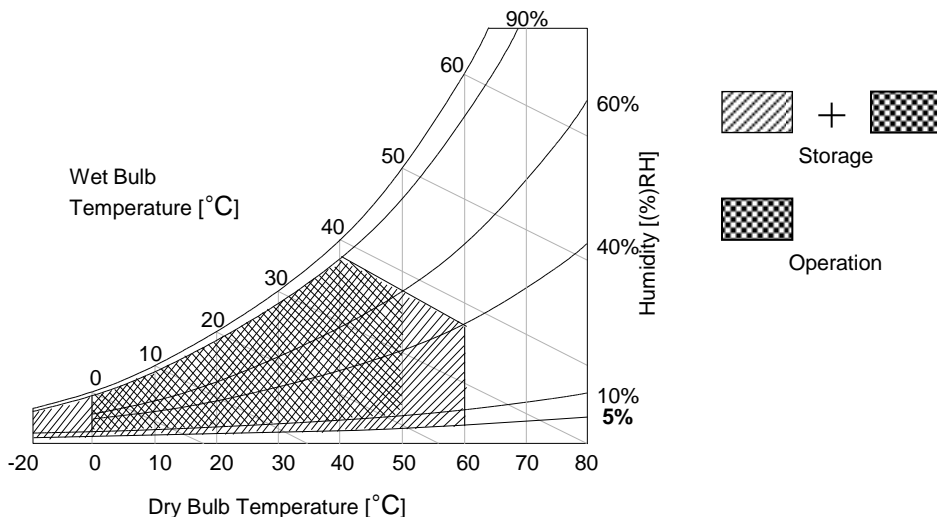 90%
60
60%
50
Wet Bulb
Temperature [°C]
40
40%
30
20
10
0
10%
5%
Humidity [(%)RH]
-20 0 10 20 30 40 50 60 70 80
Dry Bulb Temperature [°C]
+
Storage
Operation